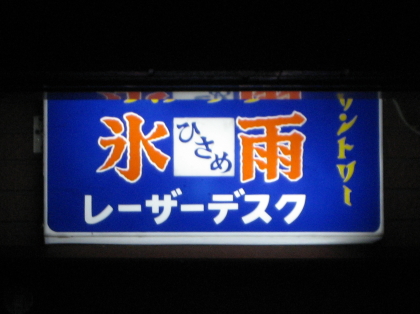 氷雨
ひさめ
レーザーデスク
サントリー